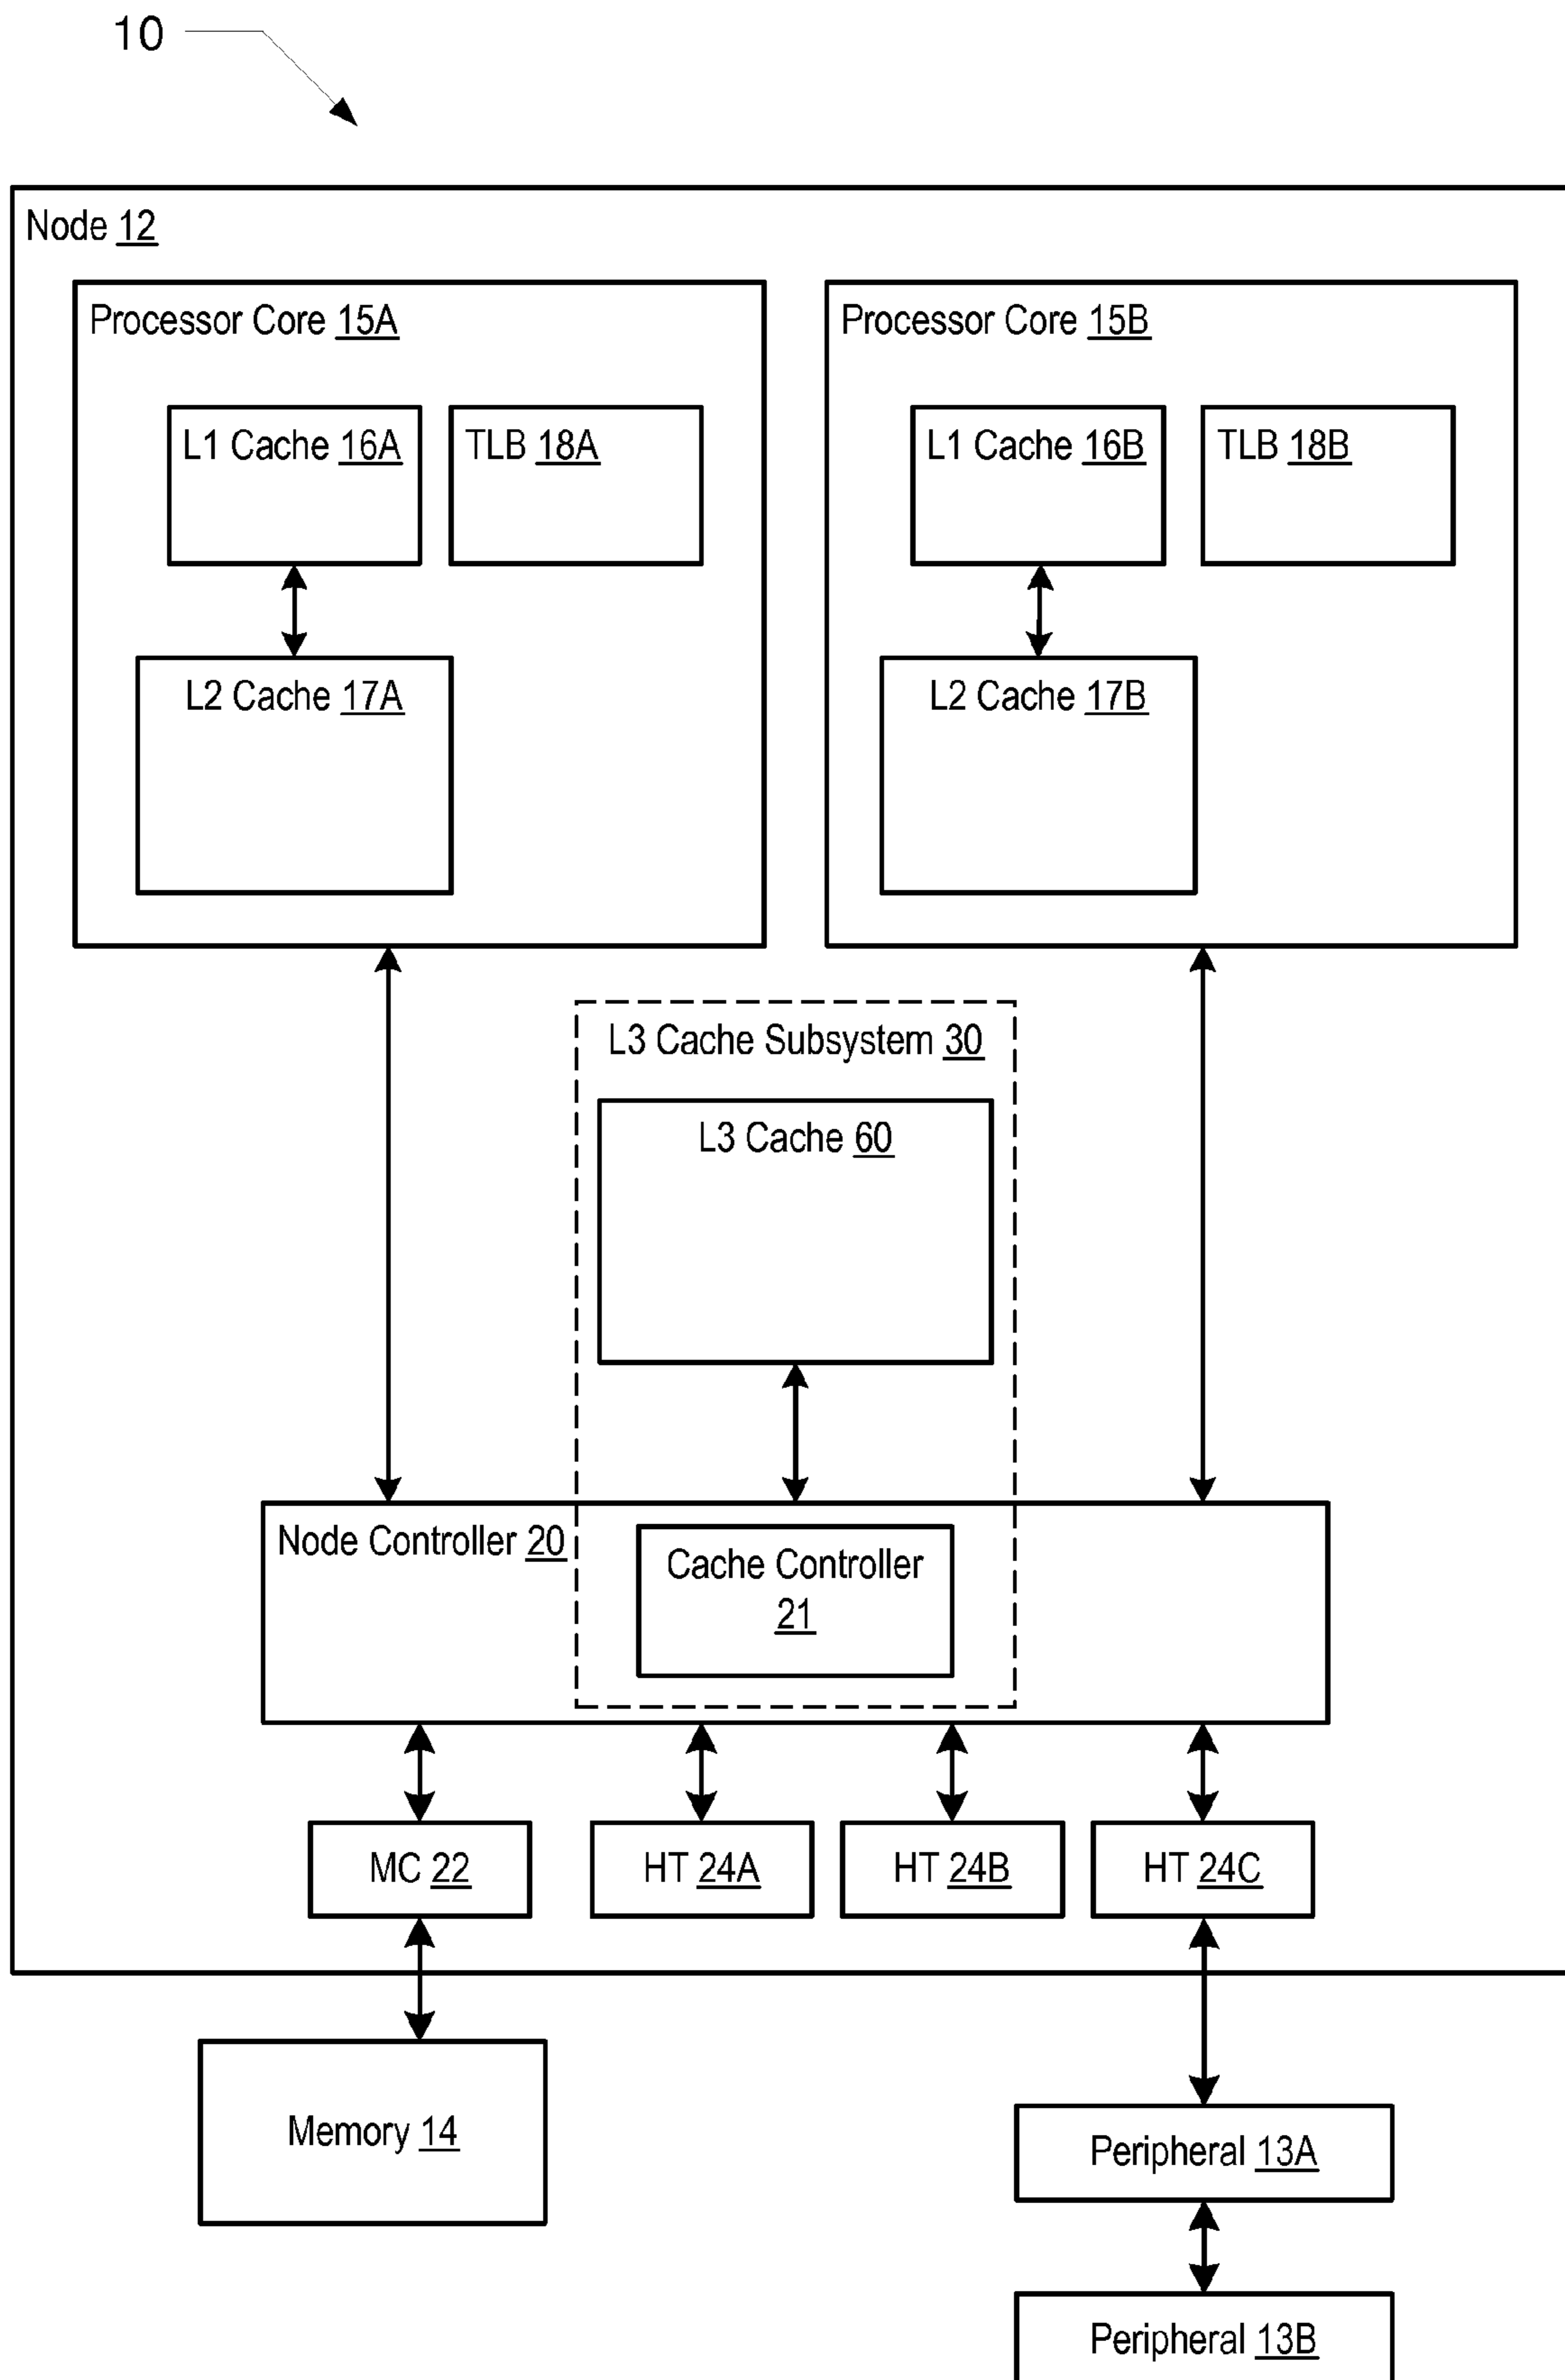 10
Node 12
Processor Core 15A
Processor Core 15B
L1 Cache 16A
TLB 18A
L1 Cache 16B
TLB 18B
L2 Cache 17A
L2 Cache 17B
L3 Cache Subsystem 30
L3 Cache 60
Node Controller 20
Cache Controller
21
MC 22
HT 24A
HT 24B
HT 24C
Memory 14
Peripheral 13A
Peripheral 13B